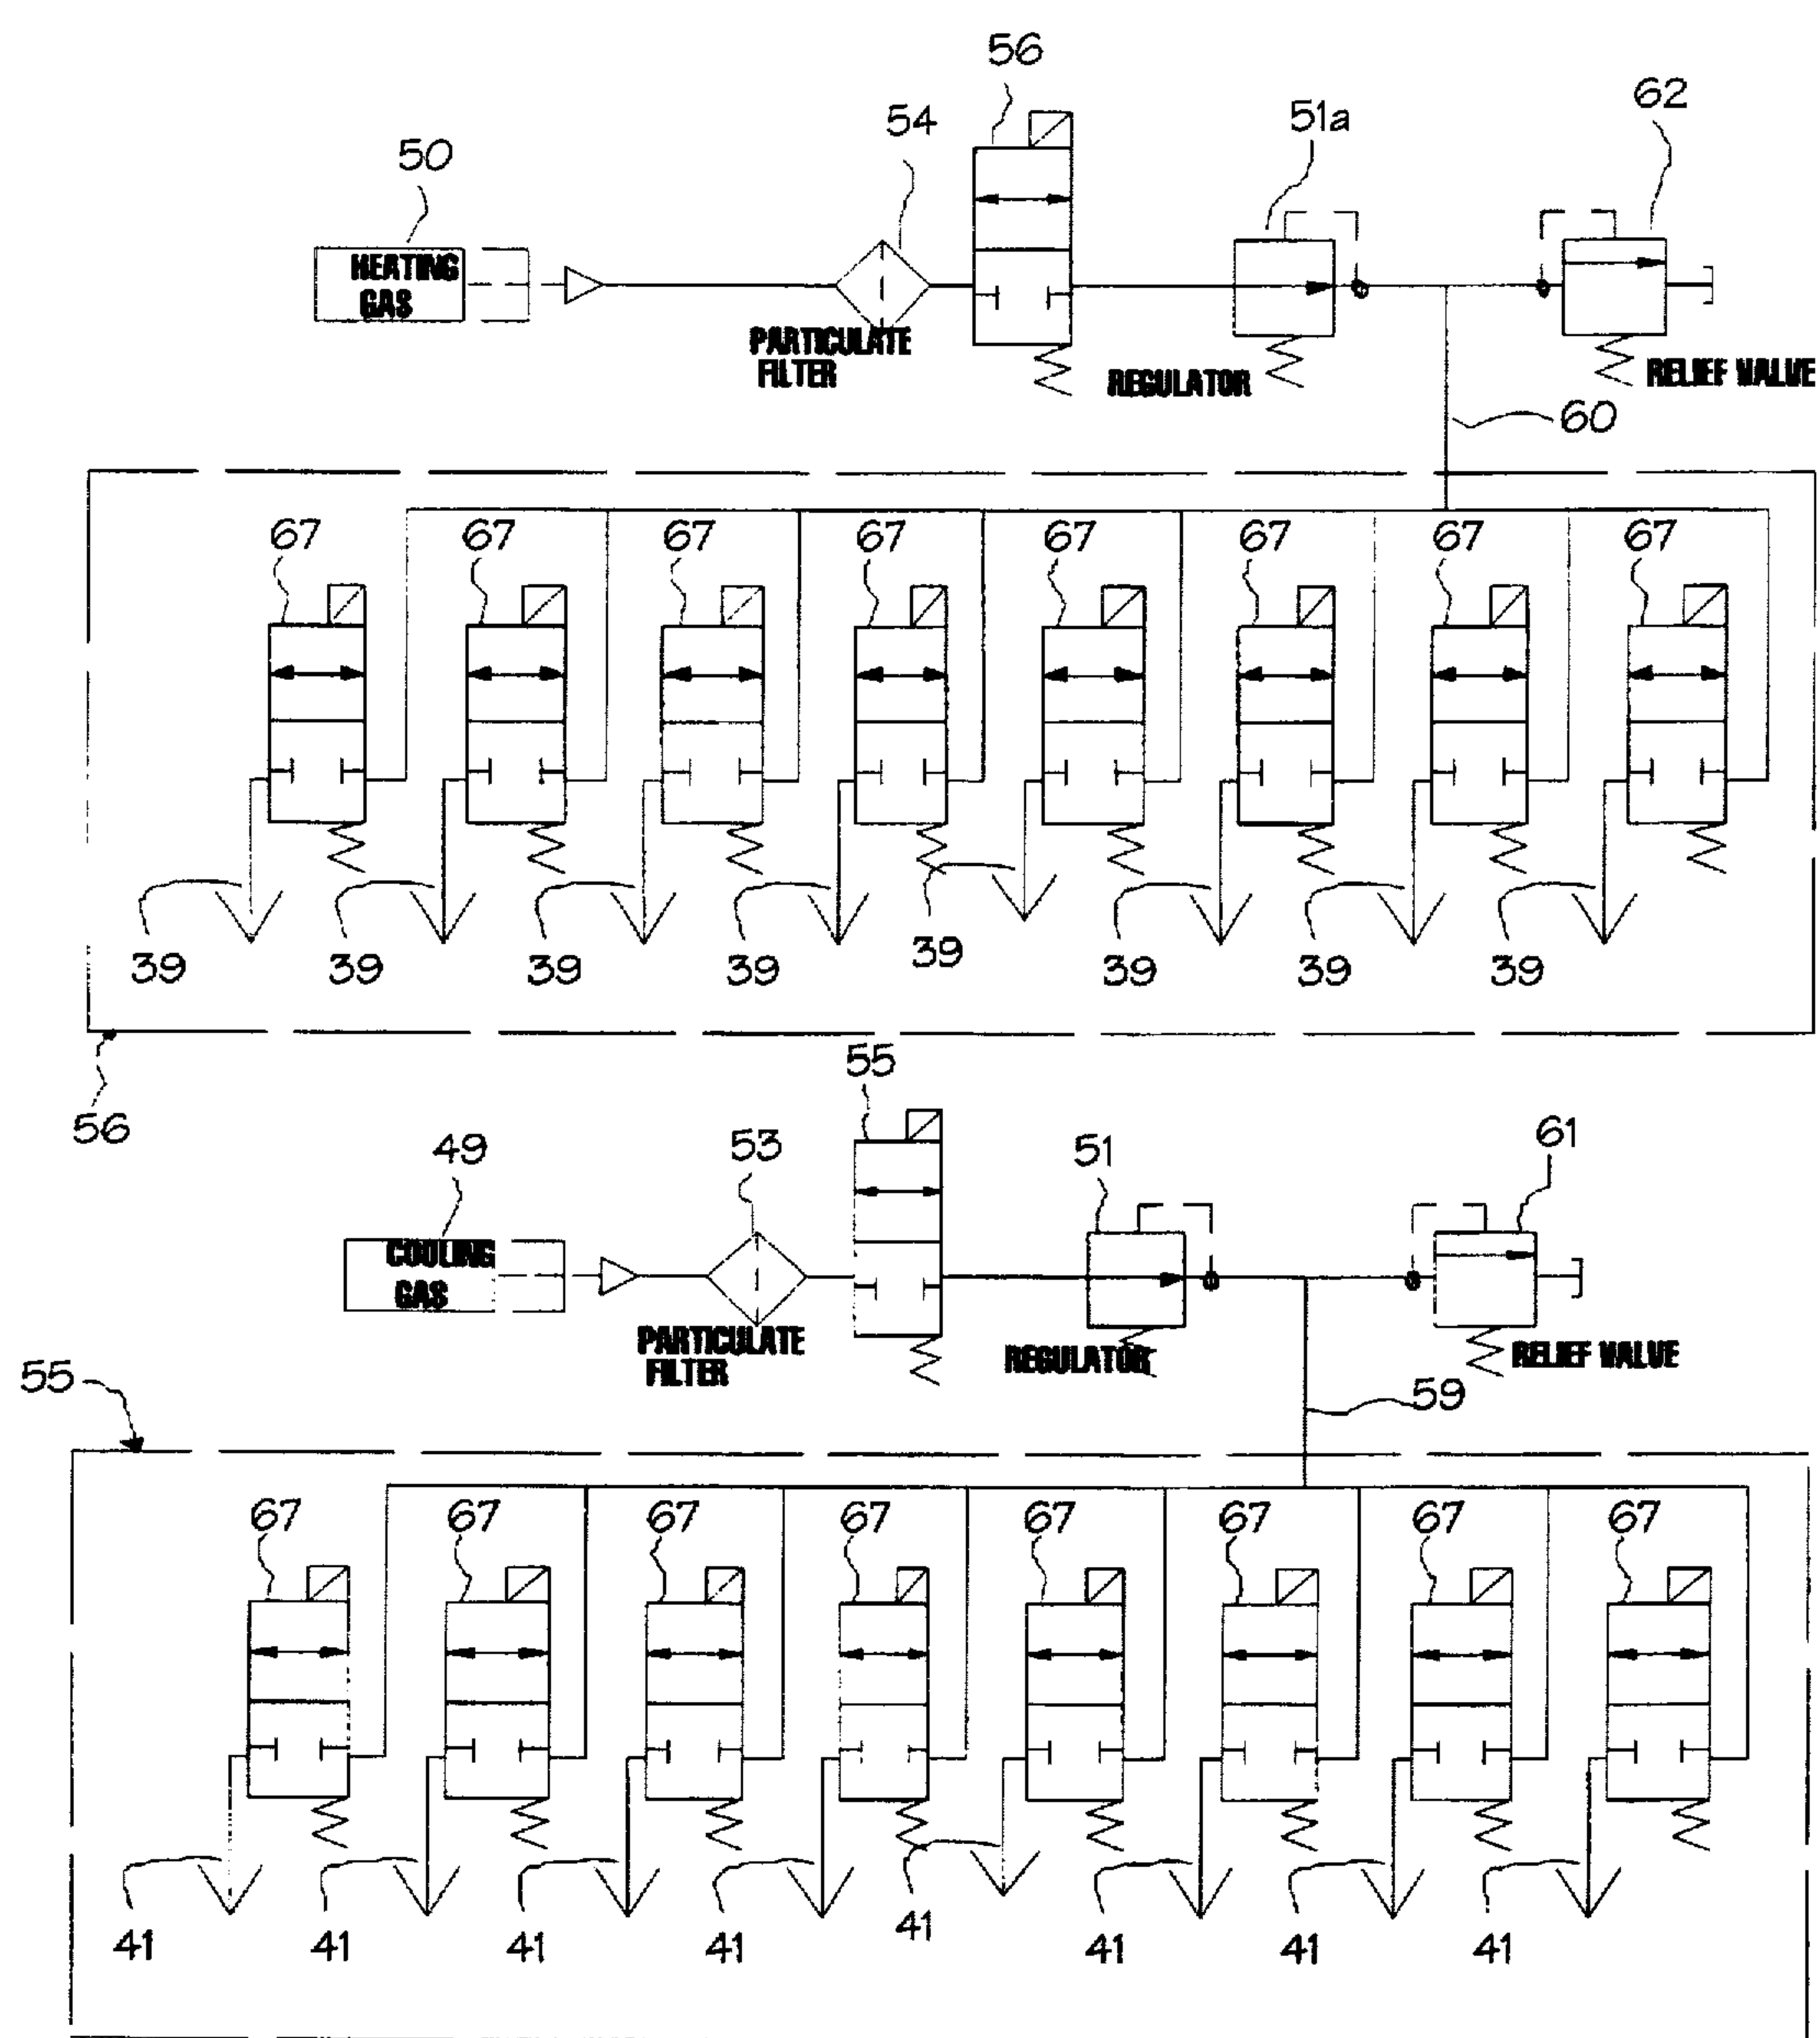 56
62
51a
54
50
HEATING
GAS
PARTICULATE
FILTER
REGULATOR
RELIEF VALVE
60
67 67 67 67 67 67 67 67
39 39 39 39 39 39 39 39
55
56
49 53 51 61
COOLING
GAS
PARTICULATE
FILTER
REGULATOR
RELIEF VALVE
55
59
67 67 67 67 67 67 67 67
41 41 41 41 41 41 41 41